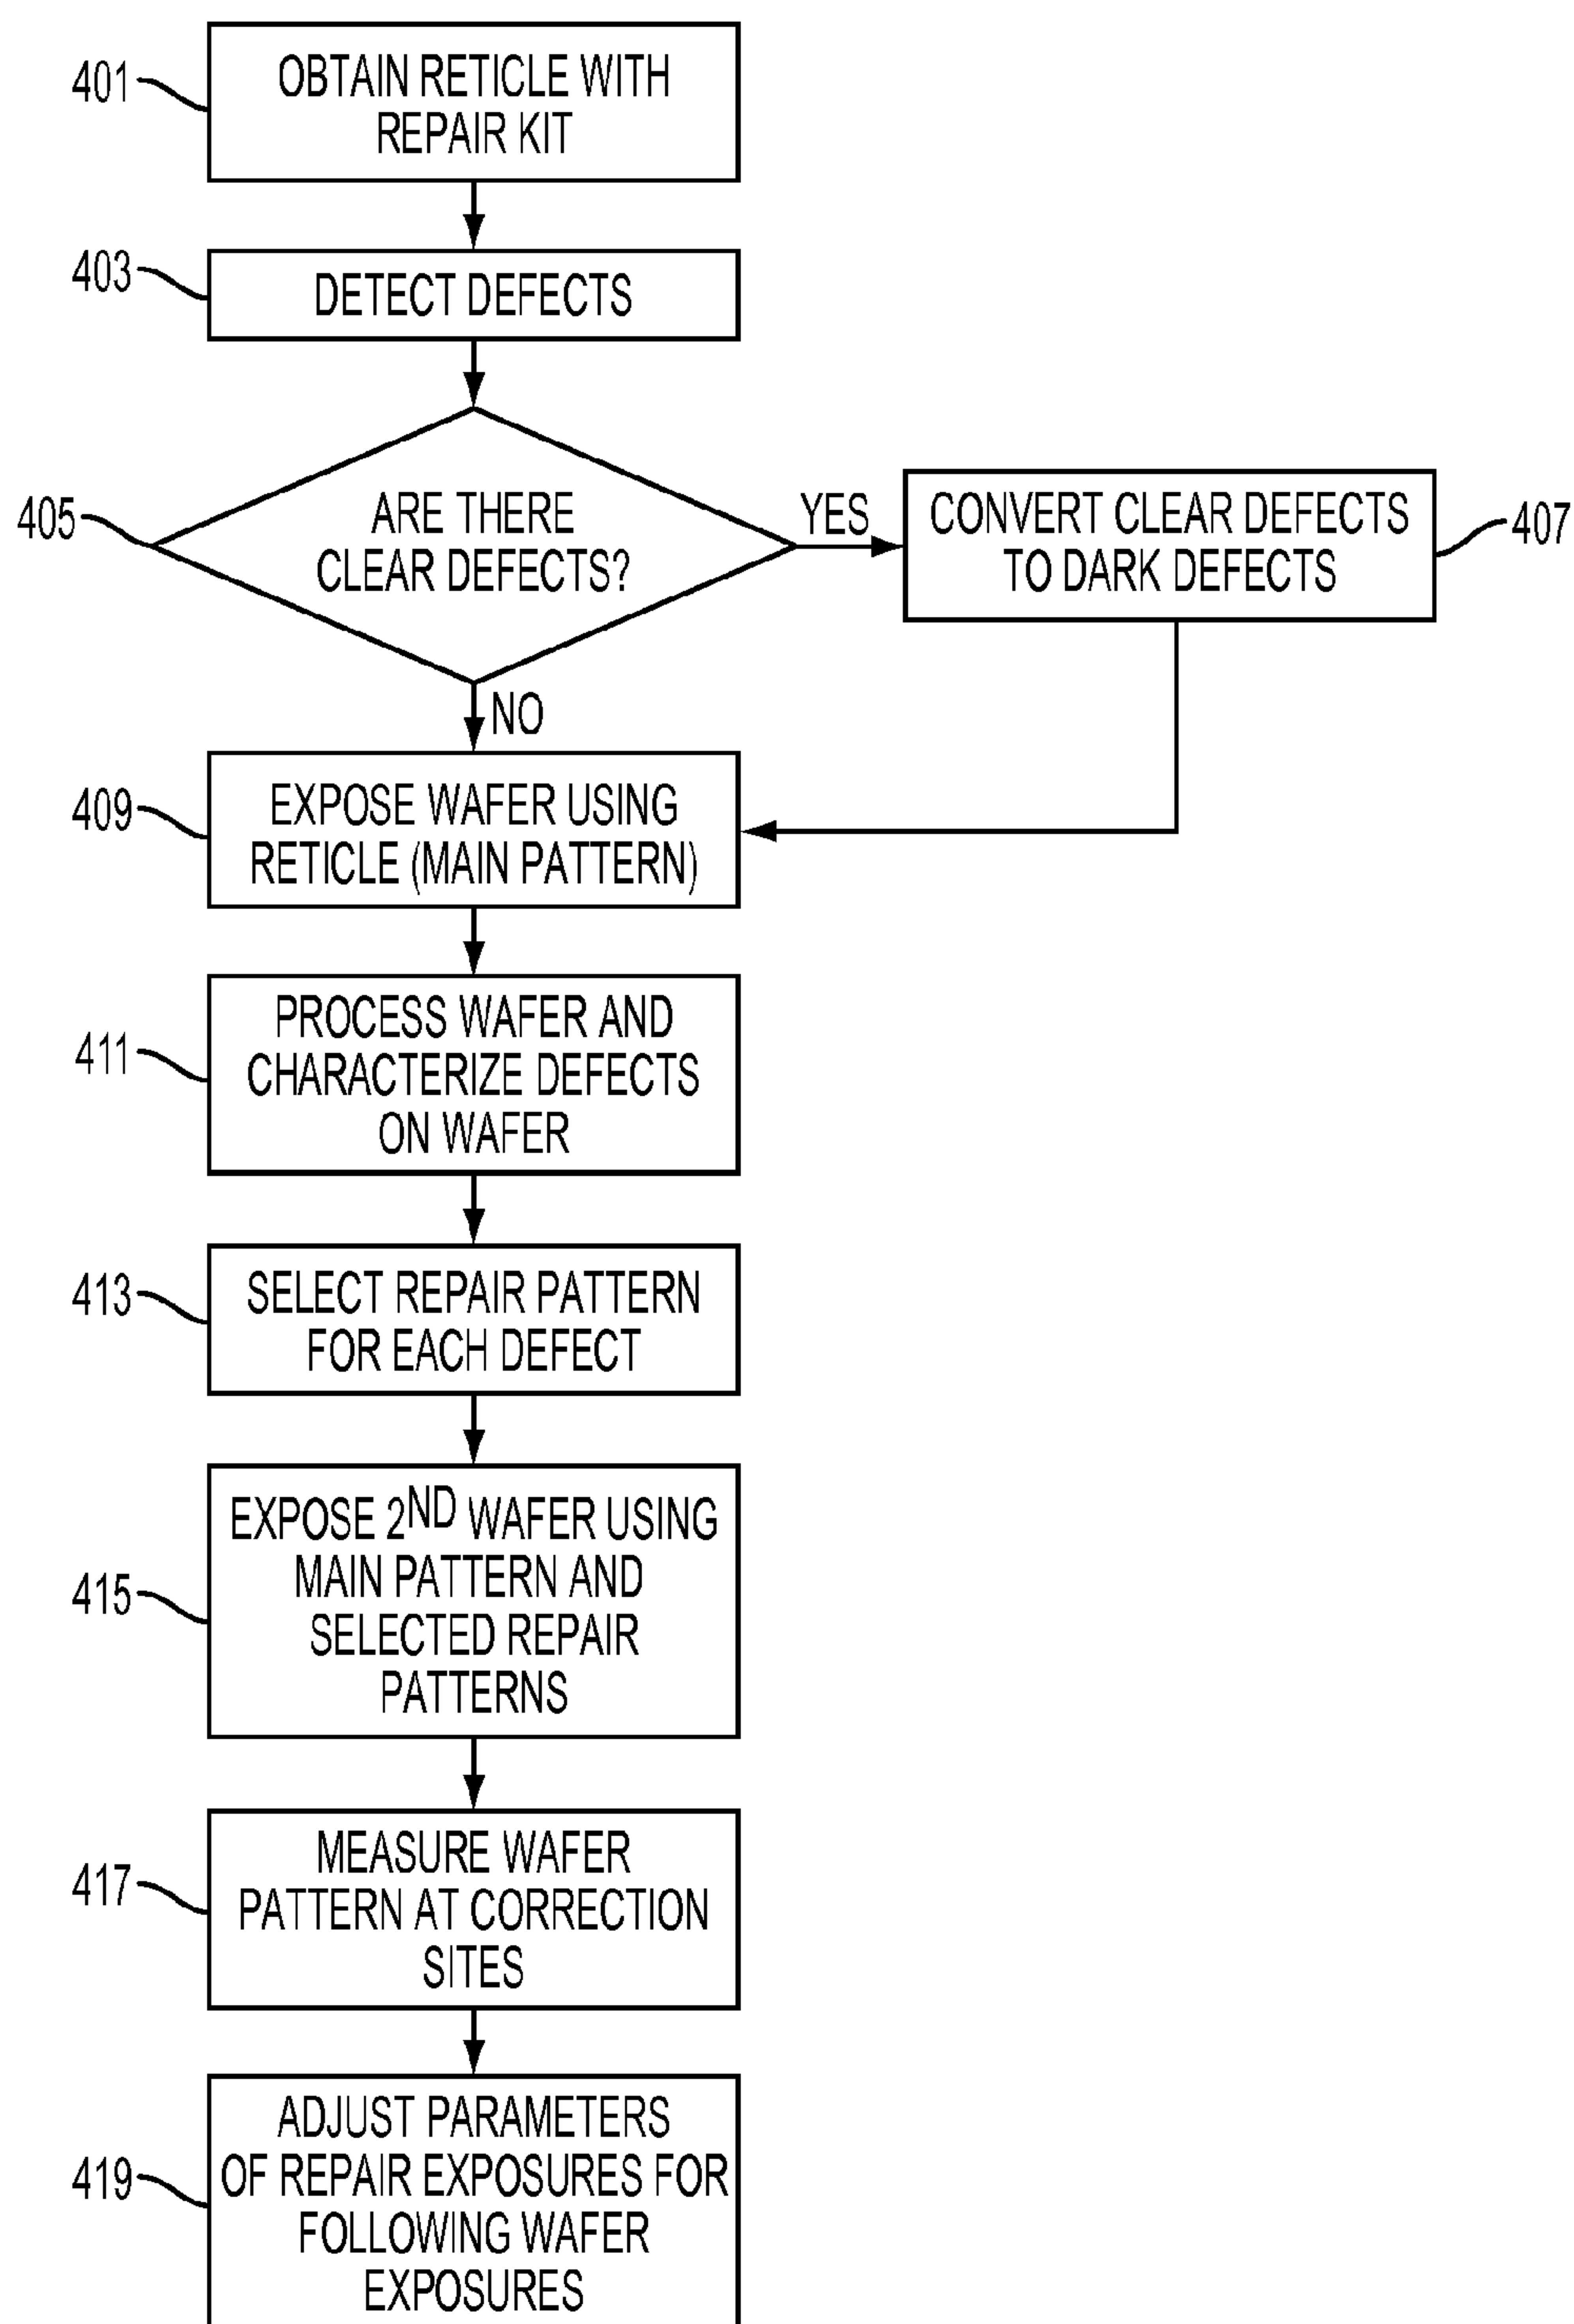 401
OBTAIN RETICLE WITH
REPAIR KIT
403
DETECT DEFECTS
405
ARE THERE
CLEAR DEFECTS?
YES
CONVERT CLEAR DEFECTS
TO DARK DEFECTS
407
NO
409
EXPOSE WAFER USING
RETICLE (MAIN PATTERN)
411
PROCESS WAFER AND
CHARACTERIZE DEFECTS
ON WAFER
413
SELECT REPAIR PATTERN
FOR EACH DEFECT
415
EXPOSE 2ND WAFER USING
MAIN PATTERN AND
SELECTED REPAIR
PATTERNS
417
MEASURE WAFER
PATTERN AT CORRECTION
SITES
419
ADJUST PARAMETERS
OF REPAIR EXPOSURES FOR
FOLLOWING WAFER
EXPOSURES